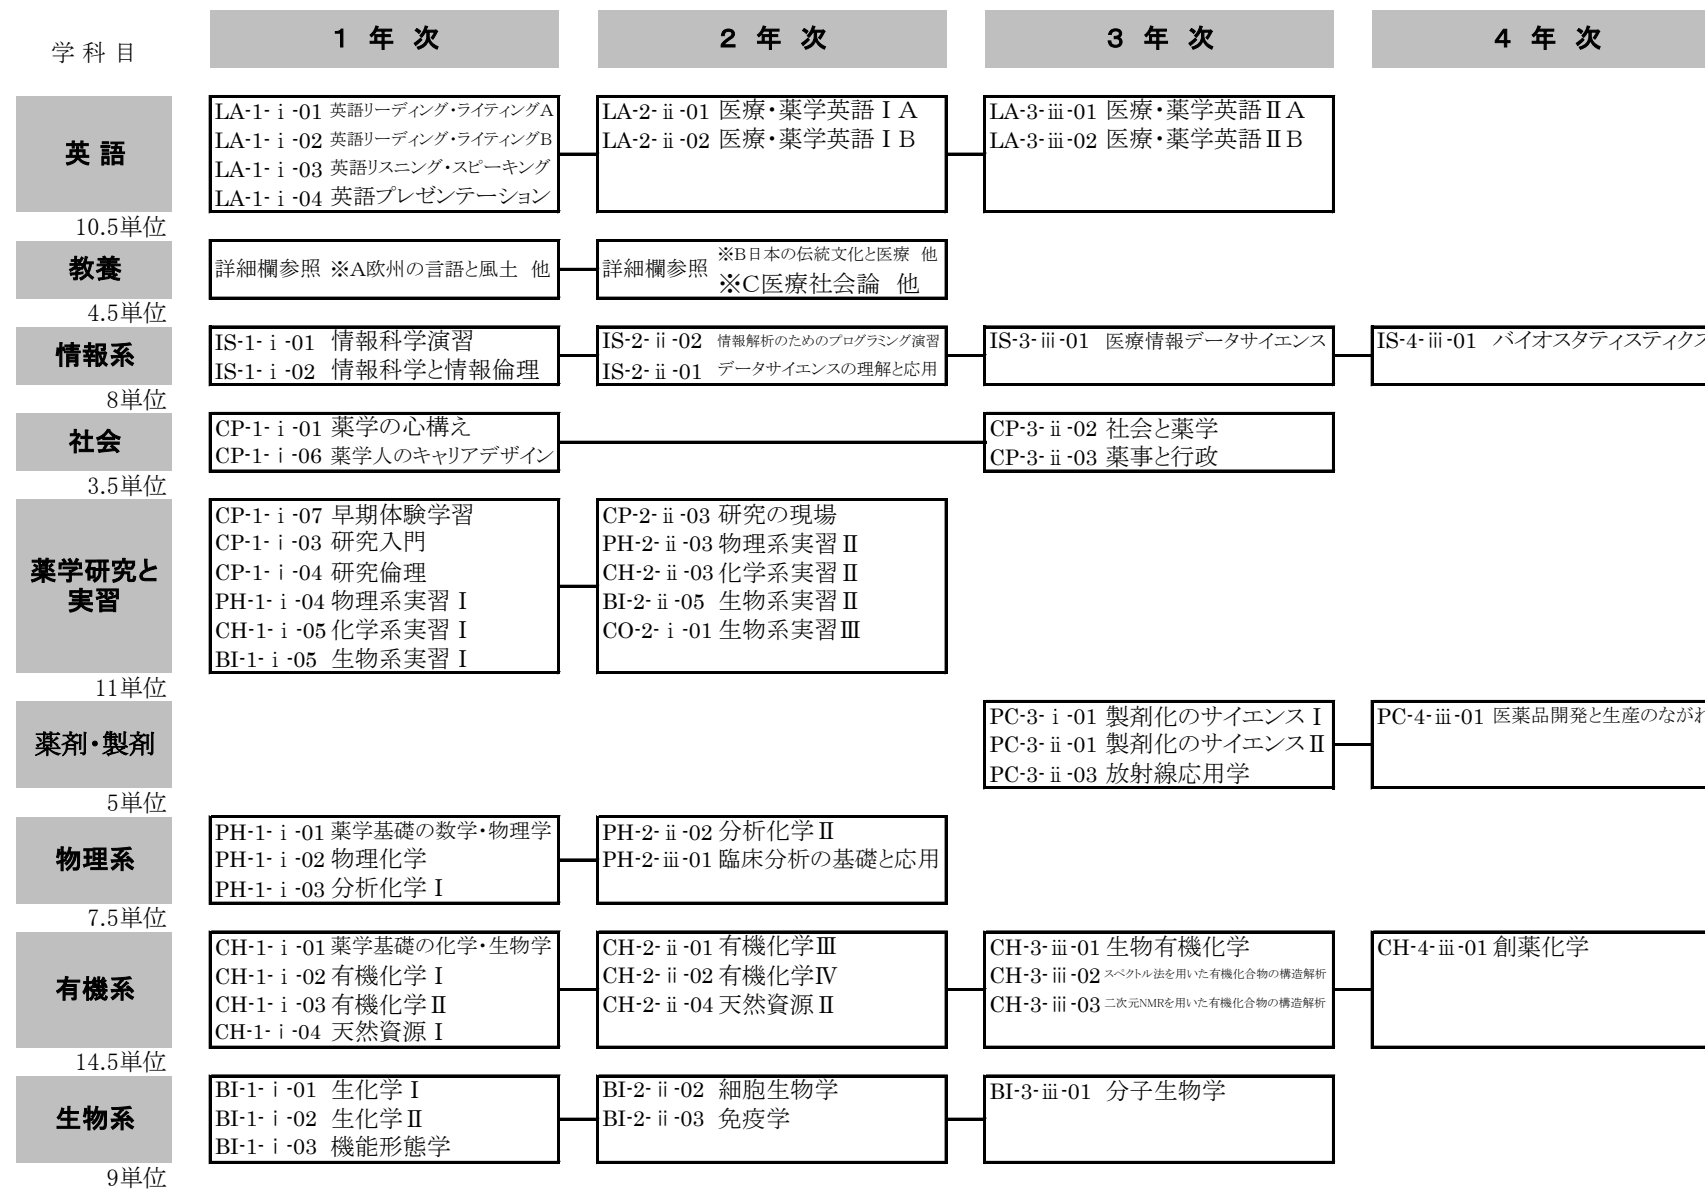 学科目
1 年 次
2 年 次
3 年 次
4 年 次
英 語
10.5単位
LA-1-ⅰ-01 英語リーディング・ライティングA
LA-1-ⅰ-02 英語リーディング・ライティングB
LA-1-ⅰ-03 英語リスニング・スピーキング
LA-1-ⅰ-04 英語プレゼンテーション
LA-2-ⅱ-01 医療・薬学英語ⅠA
LA-2-ⅱ-02 医療・薬学英語ⅠB
LA-3-ⅲ-01 医療・薬学英語ⅡA
LA-3-ⅲ-02 医療・薬学英語ⅡB
教養
4.5単位
詳細欄参照 ※A欧州の言語と風土 他
詳細欄参照
※B日本の伝統文化と医療 他
※C医療社会論 他
情報系
8単位
IS-1-ⅰ-01 情報科学演習
IS-1-ⅰ-02 情報科学と情報倫理
IS-2-ⅱ-02 情報解析のためのプログラミング演習
IS-2-ⅱ-01 データサイエンスの理解と応用
IS-3-ⅲ-01 医療情報データサイエンス
IS-4-ⅲ-01 バイオスタティスティクス
社会
3.5単位
CP-1-ⅰ-01 薬学の心構え
CP-1-ⅰ-06 薬学人のキャリアデザイン
CP-3-ⅱ-02 社会と薬学
CP-3-ⅱ-03 薬事と行政
薬学研究と
実習
11単位
CP-1-ⅰ-07 早期体験学習
CP-1-ⅰ-03 研究入門
CP-1-ⅰ-04 研究倫理
PH-1-ⅰ-04 物理系実習Ⅰ
CH-1-ⅰ-05 化学系実習Ⅰ
BI-1-ⅰ-05 生物系実習Ⅰ
CP-2-ⅱ-03 研究の現場
PH-2-ⅱ-03 物理系実習Ⅱ
CH-2-ⅱ-03 化学系実習Ⅱ
BI-2-ⅱ-05 生物系実習Ⅱ
CO-2-ⅰ-01 生物系実習Ⅲ
薬剤・製剤
5単位
PC-3-ⅰ-01 製剤化のサイエンスⅠ
PC-3-ⅱ-01 製剤化のサイエンスⅡ
PC-3-ⅱ-03 放射線応用学
PC-4-ⅲ-01 医薬品開発と生産のながれ
物理系
7.5単位
PH-1-ⅰ-01 薬学基礎の数学・物理学
PH-1-ⅰ-02 物理化学
PH-1-ⅰ-03 分析化学Ⅰ
PH-2-ⅱ-02 分析化学Ⅱ
PH-2-ⅲ-01 臨床分析の基礎と応用
有機系
14.5単位
CH-1-ⅰ-01 薬学基礎の化学・生物学
CH-1-ⅰ-02 有機化学Ⅰ
CH-1-ⅰ-03 有機化学Ⅱ
CH-1-ⅰ-04 天然資源Ⅰ
CH-2-ⅱ-01 有機化学Ⅲ
CH-2-ⅱ-02 有機化学Ⅳ
CH-2-ⅱ-04 天然資源Ⅱ
CH-3-ⅲ-01 生物有機化学
CH-3-ⅲ-02 スペクトル法を用いた有機化合物の構造解析
CH-3-ⅲ-03 二次元NMRを用いた有機化合物の構造解析
CH-4-ⅲ-01 創薬化学
生物系
9単位
BI-1-ⅰ-01 生化学Ⅰ
BI-1-ⅰ-02 生化学Ⅱ
BI-1-ⅰ-03 機能形態学
BI-2-ⅱ-02 細胞生物学
BI-2-ⅱ-03 免疫学
BI-3-ⅲ-01 分子生物学